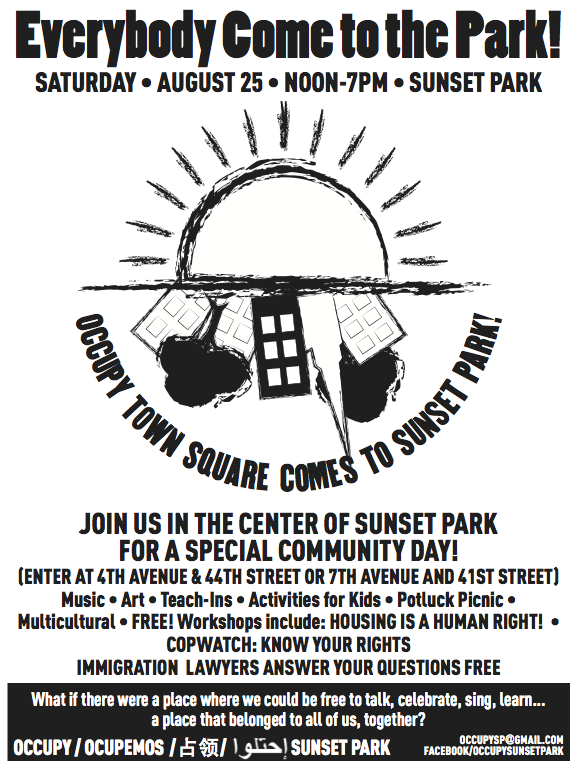 Everybody Come to the Park!
SATURDAY • AUGUST 25 • NOON-7PM • SUNSET PARK
OCCUPY TOWN SQUARE COMES TO SUNSET PARK!
JOIN US IN THE CENTER OF SUNSET PARK
FOR A SPECIAL COMMUNITY DAY!
(ENTER AT 4TH AVENUE & 44TH STREET OR 7TH AVENUE AND 41ST STREET)
Music • Art • Teach-Ins • Activities for Kids • Potluck Picnic •
Multicultural • FREE! Workshops include: HOUSING IS A HUMAN RIGHT! •
COPWATCH: KNOW YOUR RIGHTS
IMMIGRATION LAWYERS ANSWER YOUR QUESTIONS FREE
What if there were a place where we could be free to talk, celebrate, sing, learn...
a place that belonged to all of us, together?
OCCUPY / OCUPEMOS / 占领 / إحتلوا SUNSET PARK
OCCUPYSP@GMAIL.COM
FACEBOOK/OCCUPYSUNSETPARK